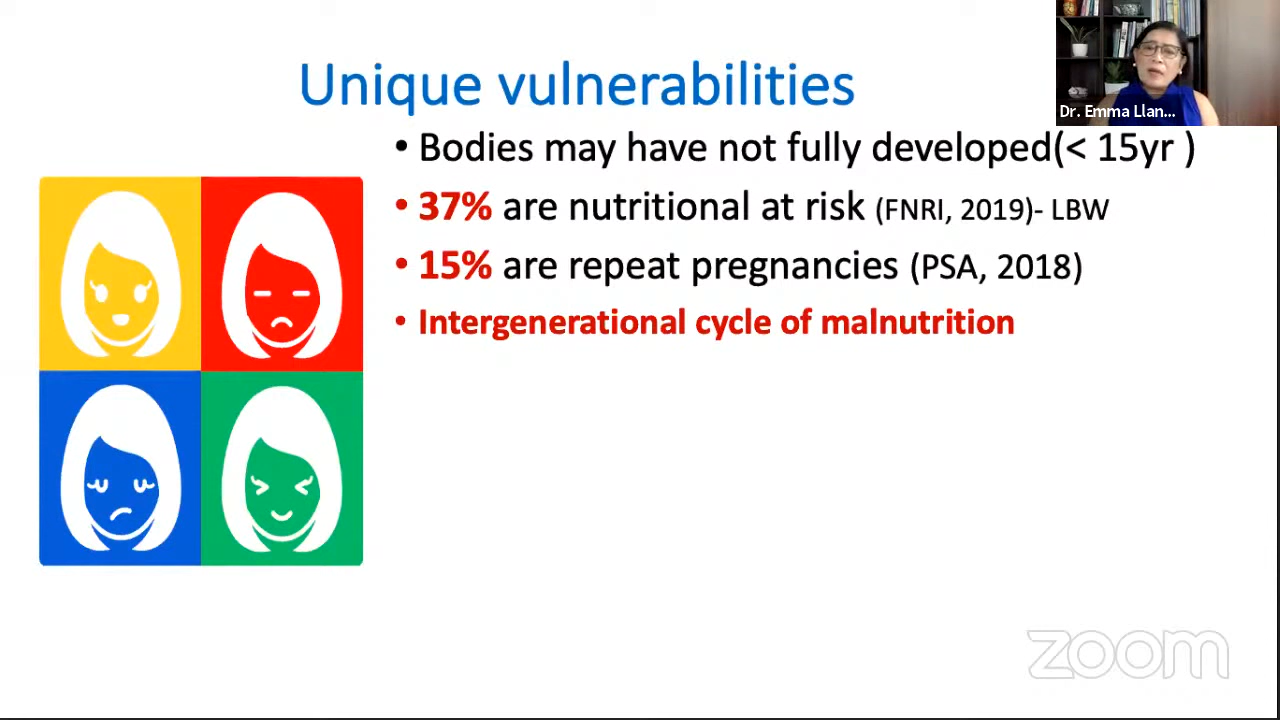 Unique vulnerabilities
Dr. Emma Llan...
• Bodies may have not fully developed(< 15yr )
• 37% are nutritional at risk (FNRI, 2019)- LBW
• 15% are repeat pregnancies (PSA, 2018)
• Intergenerational cycle of malnutrition
zoom